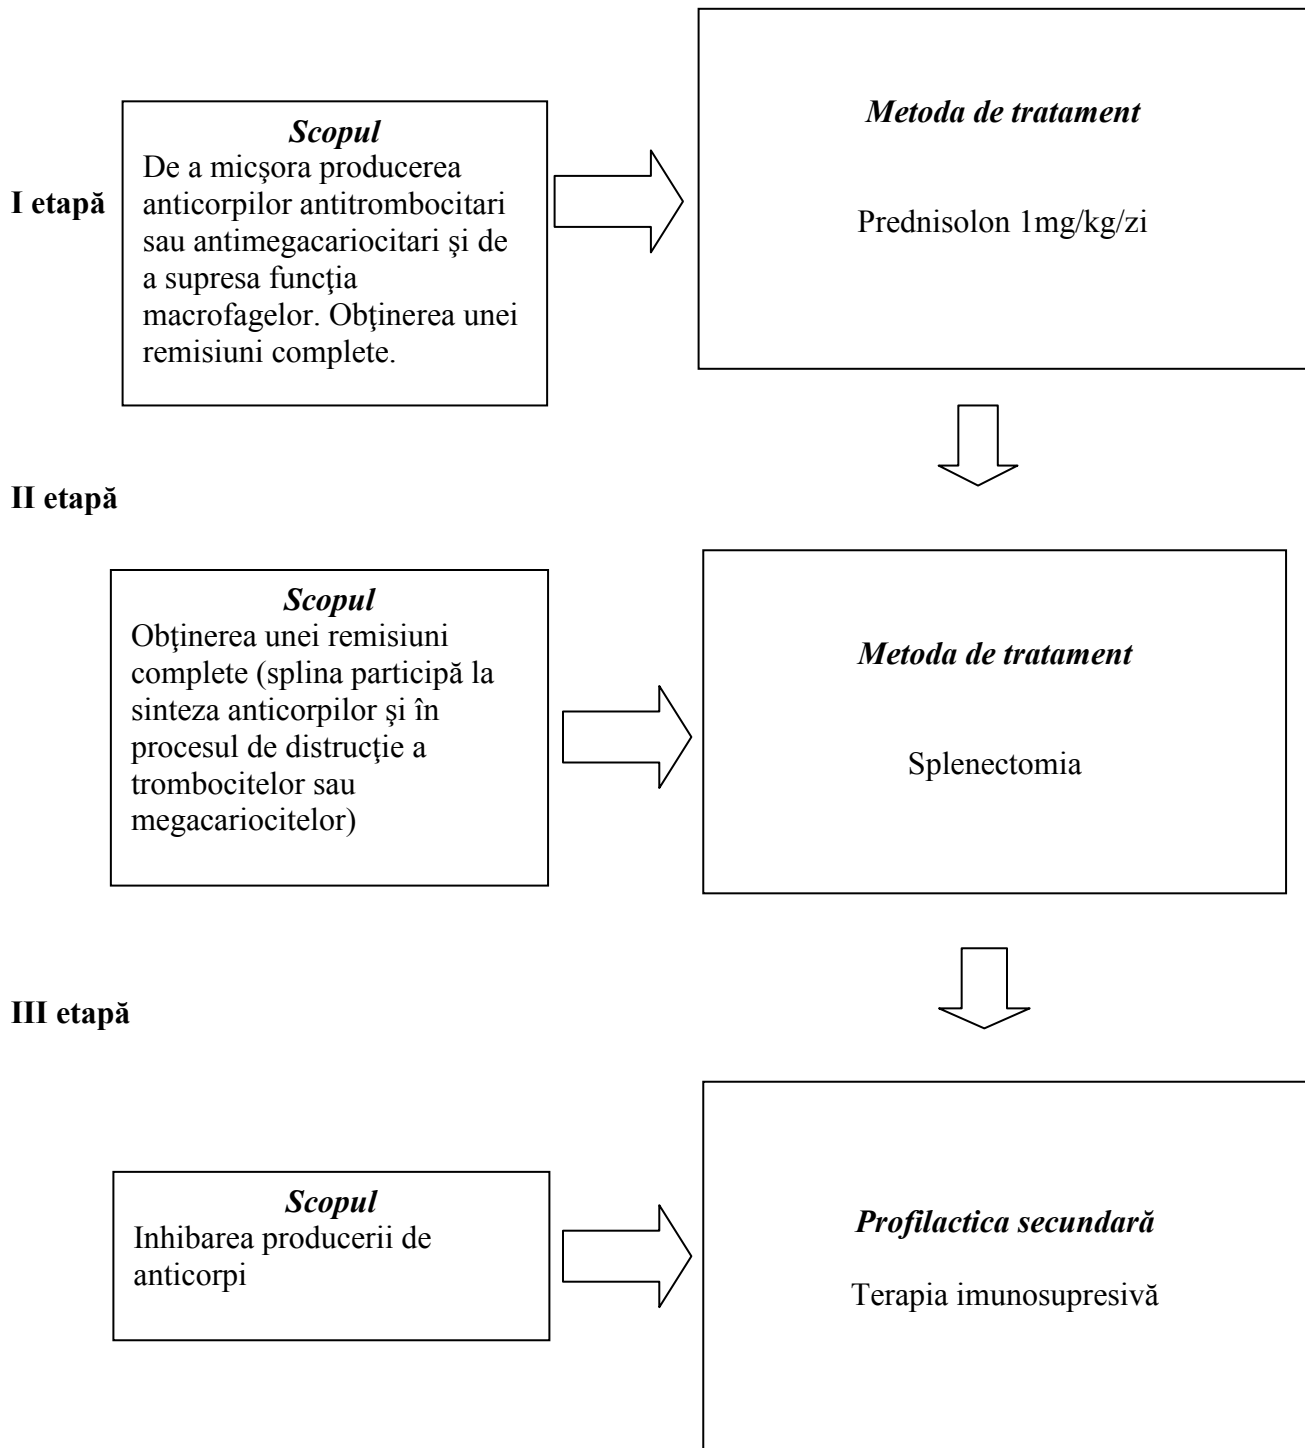 I etapă
Scopul
De a micşora producerea
anticorpilor antitrombocitari
sau antimegacariocitari şi de
a supresa funcţia
macrofagelor. Obţinerea unei
remisiuni complete.
Metoda de tratament
Prednisolon 1mg/kg/zi
II etapă
Scopul
Obţinerea unei remisiuni
complete (splina participă la
sinteza anticorpilor şi în
procesul de distrucţie a
trombocitelor sau
megacariocitelor)
Metoda de tratament
Splenectomia
III etapă
Scopul
Inhibarea producerii de
anticorpi
Profilactica secundară
Terapia imunosupresivă